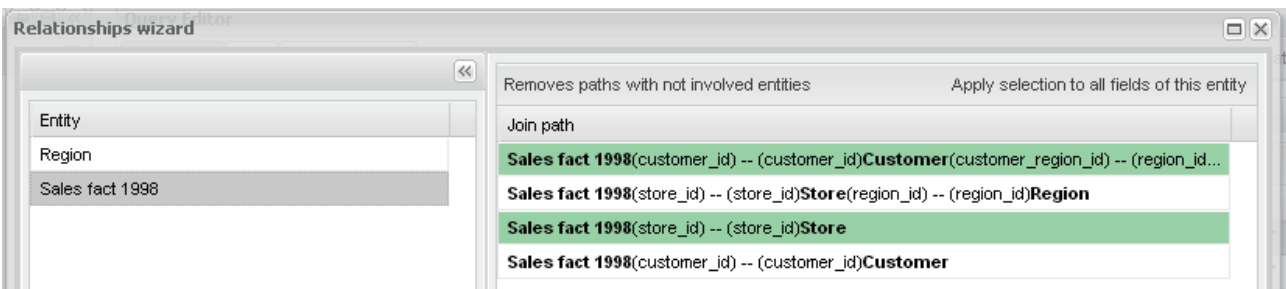 Query Editor
Relationships wizard
Removes paths with not involved entities
Apply selection to all fields of this entity
Entity
Join path
Region
Sales fact 1998(customer_id) -- (customer_id)Customer(customer_region_id) -- (region_id...
Sales fact 1998
Sales fact 1998(store_id) -- (store_id)Store(region_id) -- (region_id)Region
Sales fact 1998(store_id) -- (store_id)Store
Sales fact 1998(customer_id) -- (customer_id)Customer